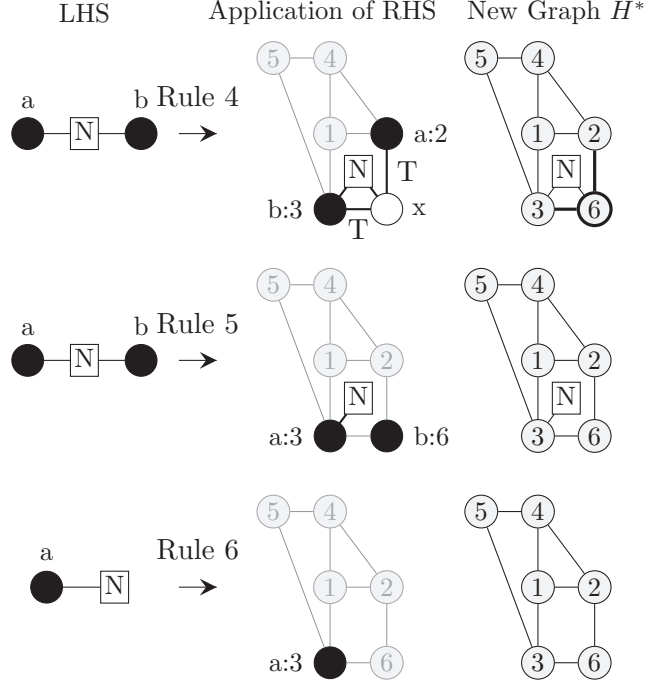 LHS Application of RHS New Graph H*
5 4 5 4
a N b Rule 4 1 a:2 1 2
N T N
b:3 T x 3 6
5 4 5 4
a N b Rule 5 1 2 1 2
N N
a:3 b:6 3 6
5 4 5 4
a N Rule 6 1 2 1 2
a:3 6 3 6